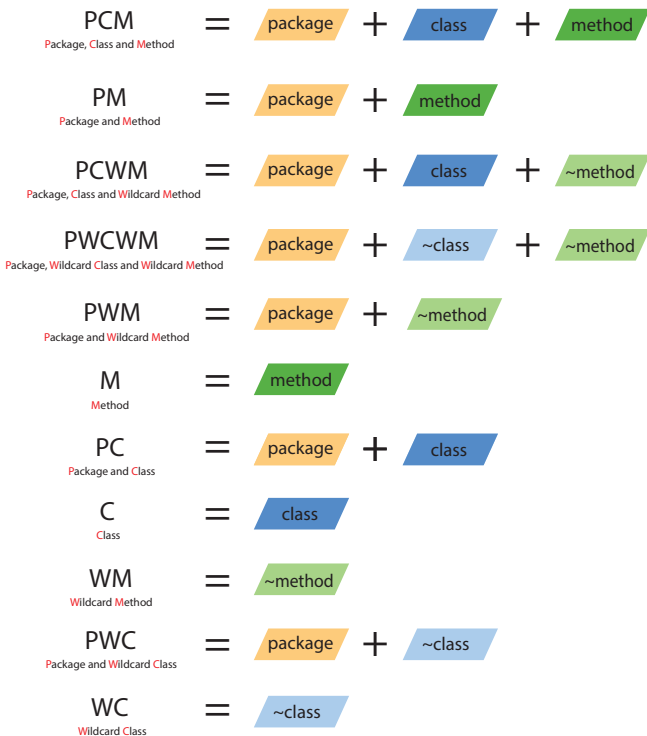 PCM = package + class + method
Package, Class and Method
PM = package + method
Package and Method
PCWM = package + class + ~method
Package, Class and Wildcard Method
PWCWM = package + ~class + ~method
Package, Wildcard Class and Wildcard Method
PWM = package + ~method
Package and Wildcard Method
M = method
Method
PC = package + class
Package and Class
C = class
Class
WM = ~method
Wildcard Method
PWC = package + ~class
Package and Wildcard Class
WC = ~class
Wildcard Class